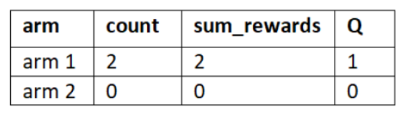 arm count sum_rewards Q
arm 1 2 2 1
arm 2 0 0 0